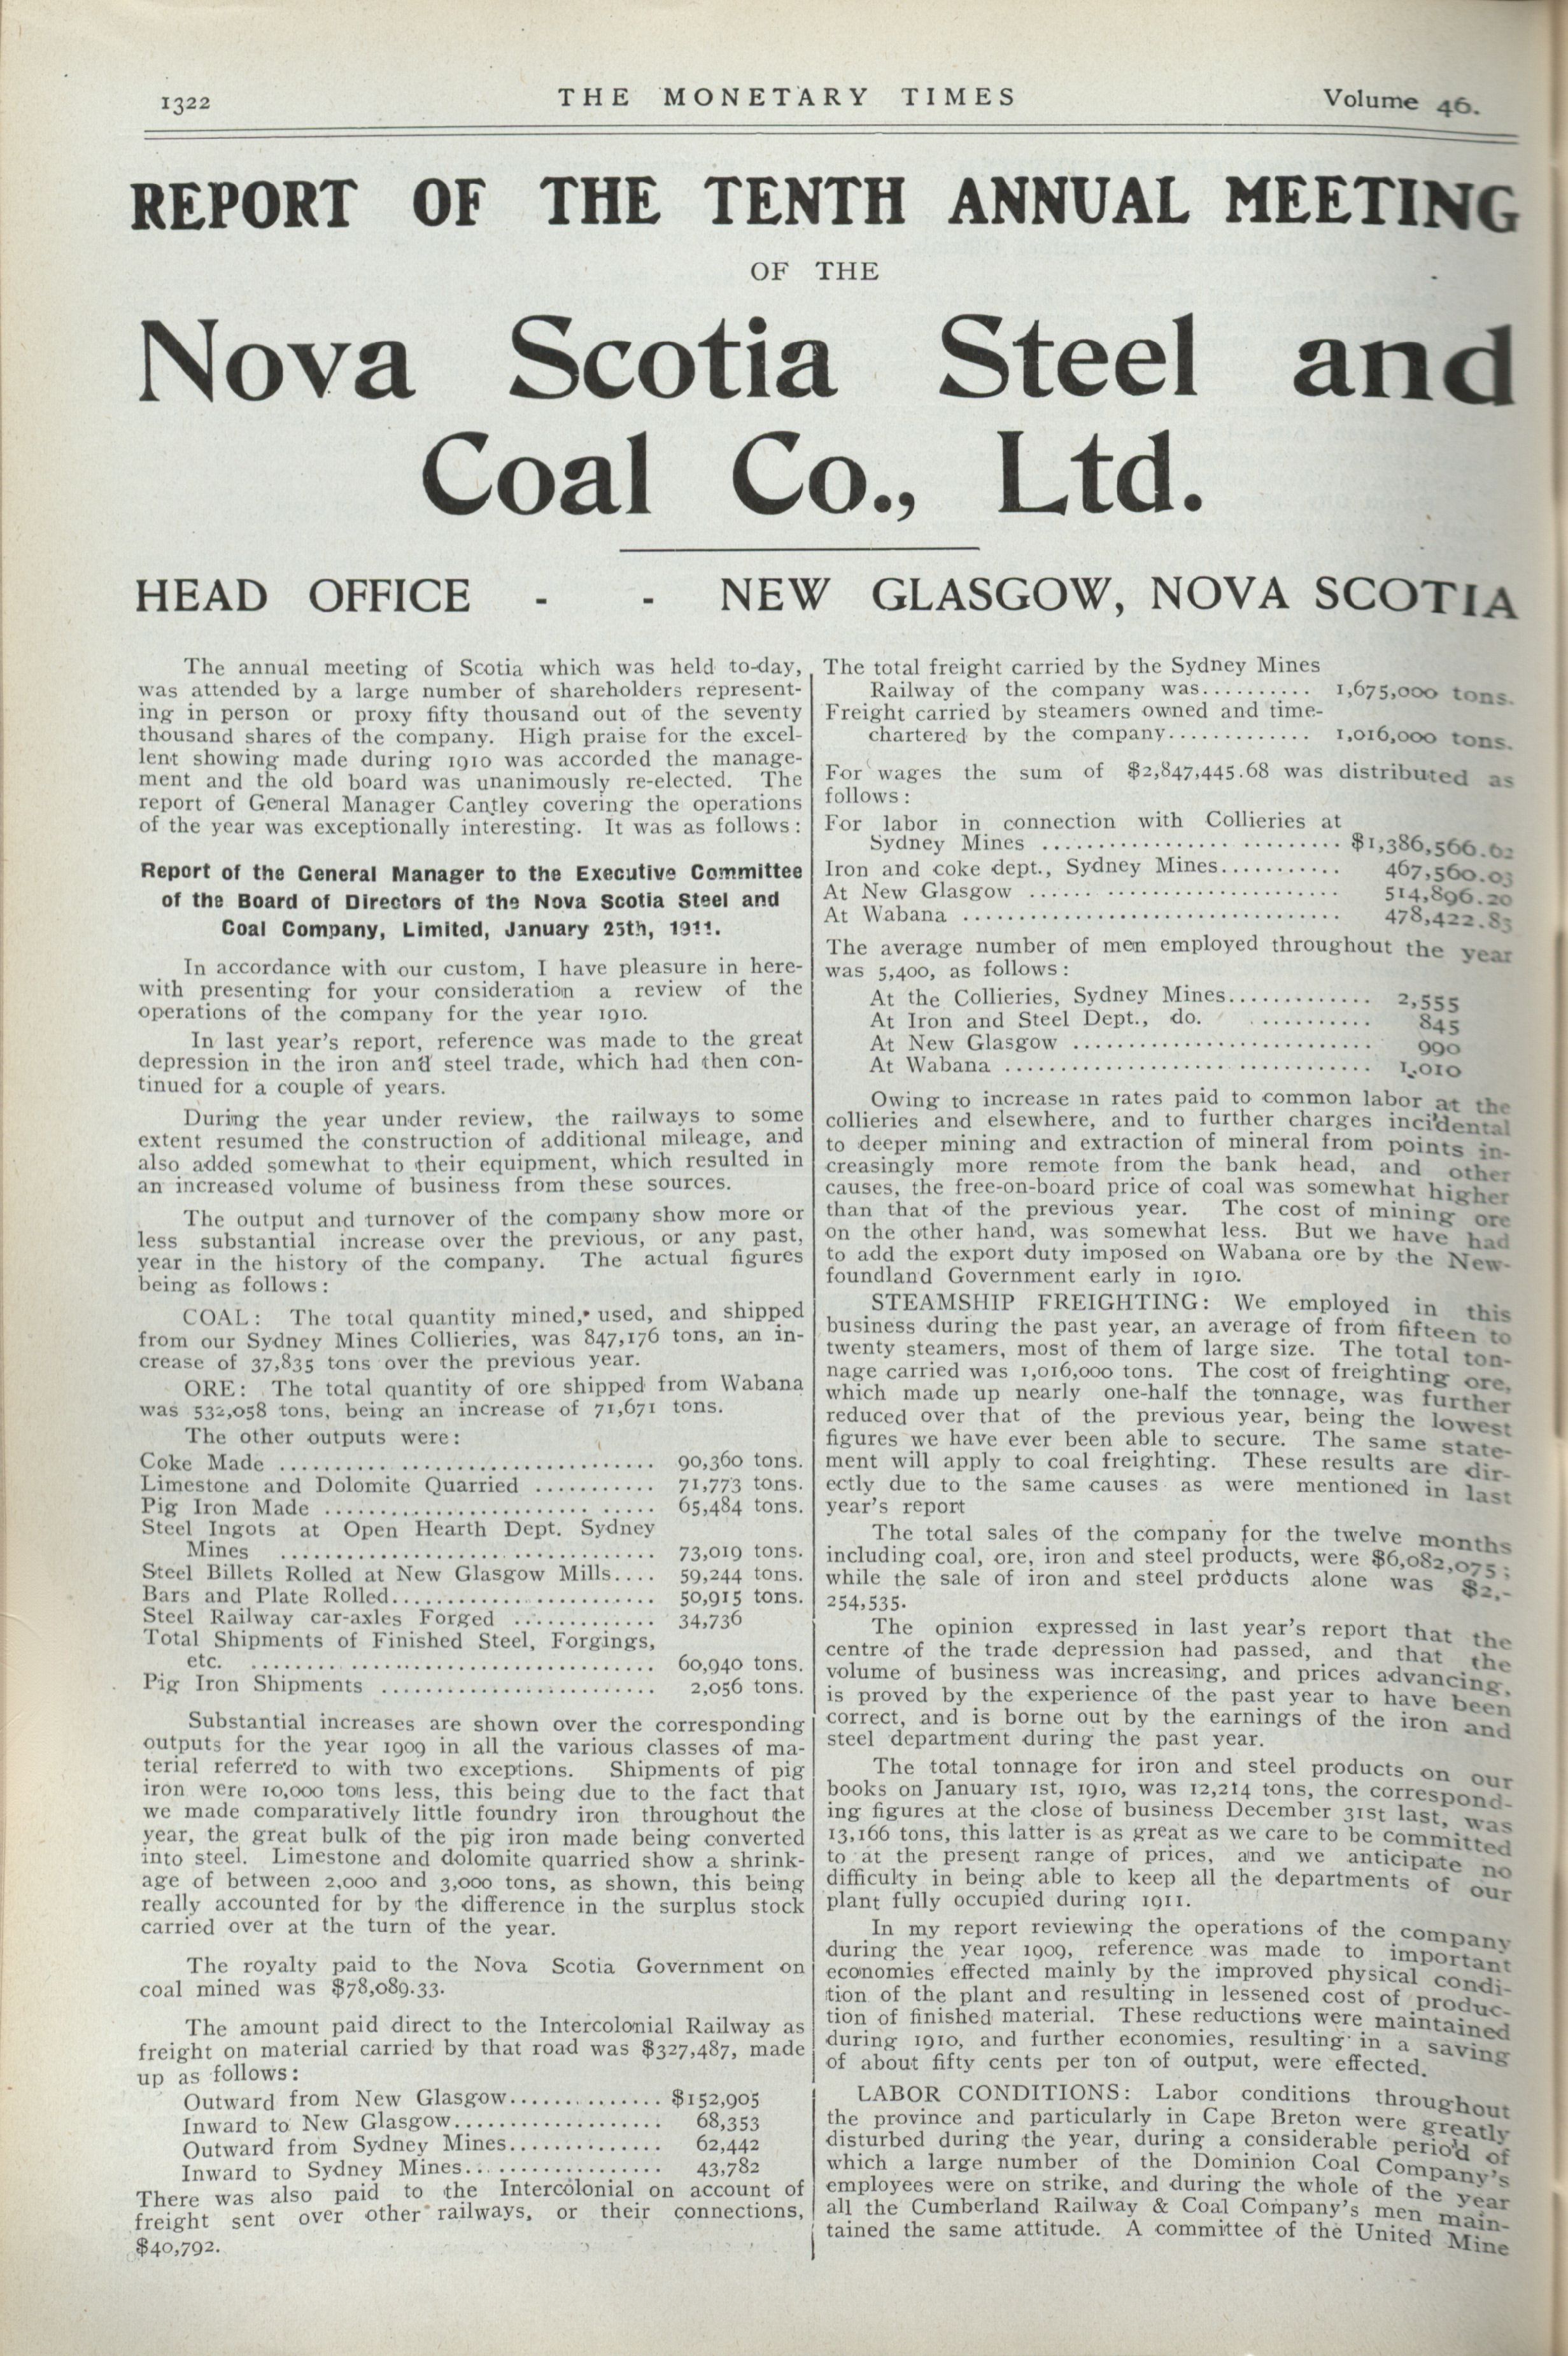 1322
THE MONETARY TIMES
Volume 46.
REPORT OF THE TENTH ANNUAL MEETING
OF THE
Nova Scotia Steel and
Coal Co., Ltd.
HEAD OFFICE - - NEW GLASGOW, NOVA SCOTIA
The annual meeting of Scotia which was held to-day,
was attended by a large number of shareholders represent-
ing in person or proxy fifty thousand out of the seventy
thousand shares of the company. High praise for the excel-
lent showing made during 1910 was accorded the manage-
ment and the old board was unanimously re-elected. The
report of General Manager Cantley covering the operations
of the year was exceptionally interesting. It was as follows:
Report of the General Manager to the Executive Committee
of the Board of Directors of the Nova Scotia Steel and
Coal Company, Limited, January 25th, 1911.
In accordance with our custom, I have pleasure in here-
with presenting for your consideration a review of the
operations of the company for the year 1910.
In last year's report, reference was made to the great
depression in the iron and steel trade, which had then con-
tinued for a couple of years.
During the year under review, the railways to some
extent resumed the construction of additional mileage, and
also added somewhat to their equipment, which resulted in
an increased volume of business from these sources.
The output and turnover of the company show more or
less substantial increase over the previous, or any past,
year in the history of the company. The actual figures
being as follows:
COAL: The total quantity mined, used, and shipped
from our Sydney Mines Collieries, was 847,176 tons, an in-
crease of 37,835 tons over the previous year.
ORE: The total quantity of ore shipped from Wabana
was 532,058 tons, being an increase of 71,671 tons.
The other outputs were:
Coke Made .................................... 90,360 tons.
Limestone and Dolomite Quarried ........... 71,773 tons.
Pig Iron Made .............................. 65,484 tons.
Steel Ingots at Open Hearth Dept. Sydney
Mines .................................. 73,019 tons.
Steel Billets Rolled at New Glasgow Mills.... 59,244 tons.
Bars and Plate Rolled........................ 50,915 tons.
Steel Railway car-axles Forged ............. 34,736
Total Shipments of Finished Steel, Forgings,
etc. ..................................... 60,940 tons.
Pig Iron Shipments ......................... 2,056 tons.
Substantial increases are shown over the corresponding
outputs for the year 1909 in all the various classes of ma-
terial referred to with two exceptions. Shipments of pig
iron were 10,000 tons less, this being due to the fact that
we made comparatively little foundry iron throughout the
year, the great bulk of the pig iron made being converted
into steel. Limestone and dolomite quarried show a shrink-
age of between 2,000 and 3,000 tons, as shown, this being
really accounted for by the difference in the surplus stock
carried over at the turn of the year.
The royalty paid to the Nova Scotia Government on
coal mined was $78,089.33.
The amount paid direct to the Intercolonial Railway as
freight on material carried by that road was $327,487, made
up as follows:
Outward from New Glasgow.............. $152,905
Inward to New Glasgow................... 68,353
Outward from Sydney Mines.............. 62,442
Inward to Sydney Mines.................. 43,782
There was also paid to the Intercolonial on account of
freight sent over other railways, or their connections,
$40,792.
The total freight carried by the Sydney Mines
Railway of the company was.......... 1,675,000 tons.
Freight carried by steamers owned and time-
chartered by the company............. 1,016,000 tons.
For wages the sum of $2,847,445.68 was distributed as
follows:
For labor in connection with Collieries at
Sydney Mines ........................... $1,386,566.62
Iron and coke dept., Sydney Mines........... 467,560.03
At New Glasgow ........................... 514,896.20
At Wabana .................................. 478,422.83
The average number of men employed throughout the year
was 5,400, as follows:
At the Collieries, Sydney Mines............. 2,555
At Iron and Steel Dept., do. ........... 845
At New Glasgow ........................... 990
At Wabana ................................. 1,010
Owing to increase in rates paid to common labor at the
collieries and elsewhere, and to further charges incidental
to deeper mining and extraction of mineral from points in-
creasingly more remote from the bank head, and other
causes, the free-on-board price of coal was somewhat higher
than that of the previous year. The cost of mining ore
on the other hand, was somewhat less. But we have had
to add the export duty imposed on Wabana ore by the New-
foundland Government early in 1910.
STEAMSHIP FREIGHTING: We employed in this
business during the past year, an average of from fifteen to
twenty steamers, most of them of large size. The total ton-
nage carried was 1,016,000 tons. The cost of freighting ore,
which made up nearly one-half the tonnage, was further
reduced over that of the previous year, being the lowest
figures we have ever been able to secure. The same state-
ment will apply to coal freighting. These results are dir-
ectly due to the same causes as were mentioned in last
year's report
The total sales of the company for the twelve months
including coal, ore, iron and steel products, were $6,082,075;
while the sale of iron and steel products alone was $2,-
254,535.
The opinion expressed in last year's report that the
centre of the trade depression had passed, and that the
volume of business was increasing, and prices advancing,
is proved by the experience of the past year to have been
correct, and is borne out by the earnings of the iron and
steel department during the past year.
The total tonnage for iron and steel products on our
books on January 1st, 1910, was 12,214 tons, the correspond-
ing figures at the close of business December 31st last, was
13,166 tons, this latter is as great as we care to be committed
to at the present range of prices, and we anticipate no
difficulty in being able to keep all the departments of our
plant fully occupied during 1911.
In my report reviewing the operations of the company
during the year 1909, reference was made to important
economies effected mainly by the improved physical condi-
tion of the plant and resulting in lessened cost of produc-
tion of finished material. These reductions were maintained
during 1910, and further economies, resulting in a saving
of about fifty cents per ton of output, were effected.
LABOR CONDITIONS: Labor conditions throughout
the province and particularly in Cape Breton were greatly
disturbed during the year, during a considerable period of
which a large number of the Dominion Coal Company's
employees were on strike, and during the whole of the year
all the Cumberland Railway & Coal Company's men main-
tained the same attitude. A committee of the United Mine